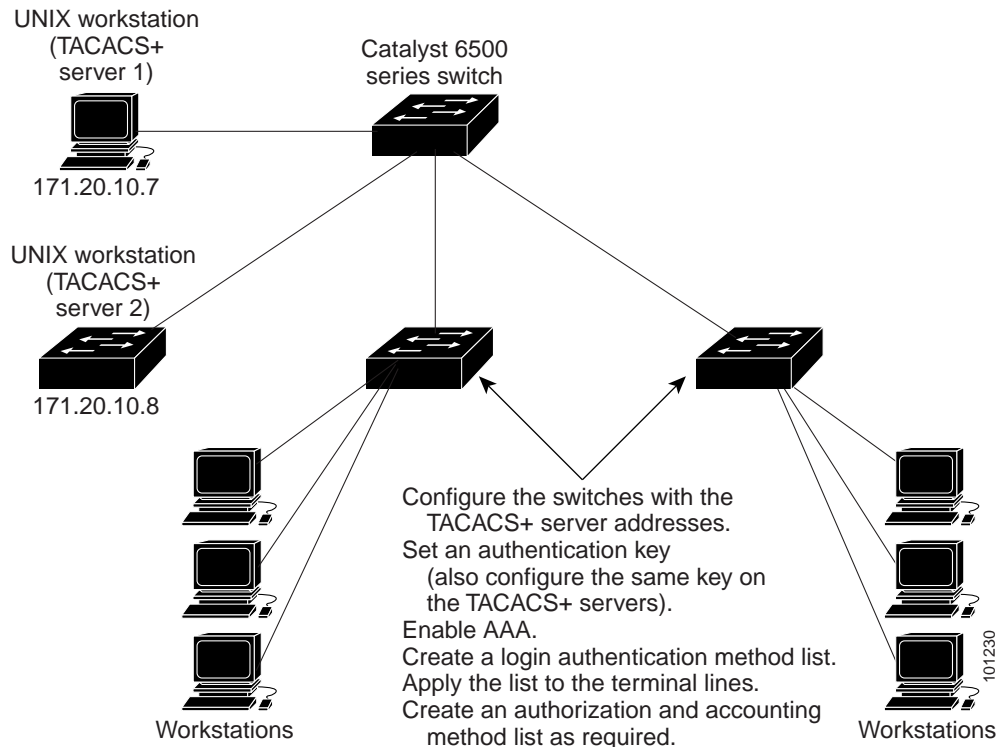 UNIX workstation
(TACACS+
server 1)
Catalyst 6500
series switch
171.20.10.7
UNIX workstation
(TACACS+
server 2)
171.20.10.8
Configure the switches with the
TACACS+ server addresses.
Set an authentication key
(also configure the same key on
the TACACS+ servers).
Enable AAA.
Create a login authentication method list.
Apply the list to the terminal lines.
Create an authorization and accounting
method list as required.
Workstations
Workstations
101230